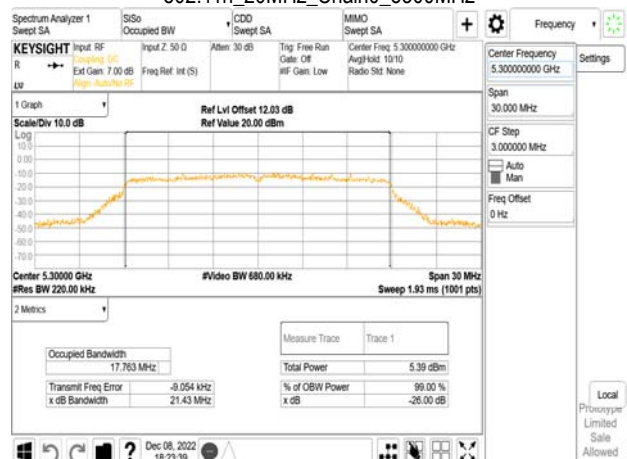 802.11n_20MHz_Chain0_5300MHz
Spectrum Analyzer 1
Swept SA
SISo
Occupied BW
CDD
Swept SA
MIMO
Swept SA
+
Frequency
KEYSIGHT
R
Input: RF
Coupling: DC
Ext Gain: 7.00 dB
Align: Auto/No RF
Input Z: 50 Ω
Freq Ref: Int (S)
Atten: 30 dB
Trig: Free Run
Gate: Off
#IF Gain: Low
Center Freq: 5.300000000 GHz
Avg|Hold: 10/10
Radio Std: None
Center Frequency
5.300000000 GHz
Settings
Span
30.000 MHz
CF Step
3.000000 MHz
Auto
Man
Freq Offset
0 Hz
1 Graph
Scale/Div 10.0 dB
Ref Lvl Offset 12.03 dB
Ref Value 20.00 dBm
Log
10.0
0.00
-10.0
-20.0
-30.0
-40.0
-50.0
-60.0
-70.0
Center 5.30000 GHz
#Res BW 220.00 kHz
#Video BW 680.00 kHz
Span 30 MHz
Sweep 1.93 ms (1001 pts)
2 Metrics
Measure Trace
Trace 1
Occupied Bandwidth
17.763 MHz
Total Power
5.39 dBm
Transmit Freq Error
-9.054 kHz
% of OBW Power
99.00 %
x dB Bandwidth
21.43 MHz
x dB
-26.00 dB
Local
Prototype
Limited
Sale
Allowed
?
Dec 08, 2022
18:23:39